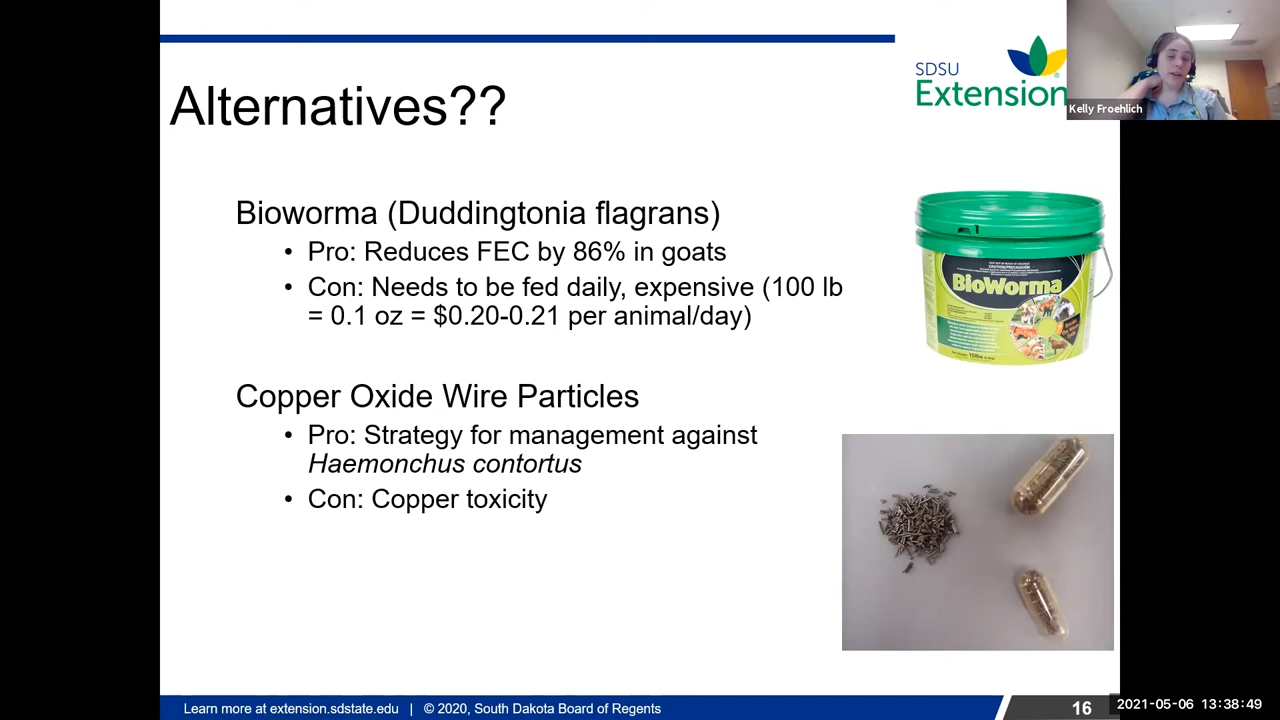 SDSU
Extension
Kelly Froehlich
Alternatives??
Bioworma (Duddingtonia flagrans)
• Pro: Reduces FEC by 86% in goats
• Con: Needs to be fed daily, expensive (100 lb
= 0.1 oz = $0.20-0.21 per animal/day)
BioWorma
Copper Oxide Wire Particles
• Pro: Strategy for management against
Haemonchus contortus
• Con: Copper toxicity
Learn more at extension.sdstate.edu | © 2020, South Dakota Board of Regents
16
2021-05-06 13:38:49